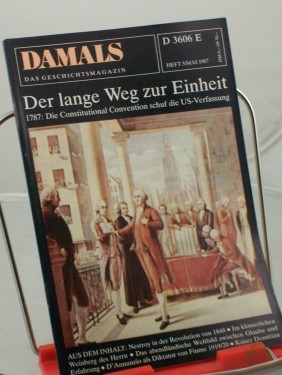 DAMALS
DAS GESCHICHTSMAGAZIN
D 3606 E
HEFT 5/MAI 1987
Der lange Weg zur Einheit
1787: Die Constitutional Convention schuf die US-Verfassung
AUS DEM INHALT: Nestroy in der Revolution von 1848 • Im klösterlichen
Weinberg des Herrn • Das abendländische Weltbild zwischen Glaube und
Erfahrung • D'Annunzio als Diktator von Fiume 1919/20 • Kaiser Domitian